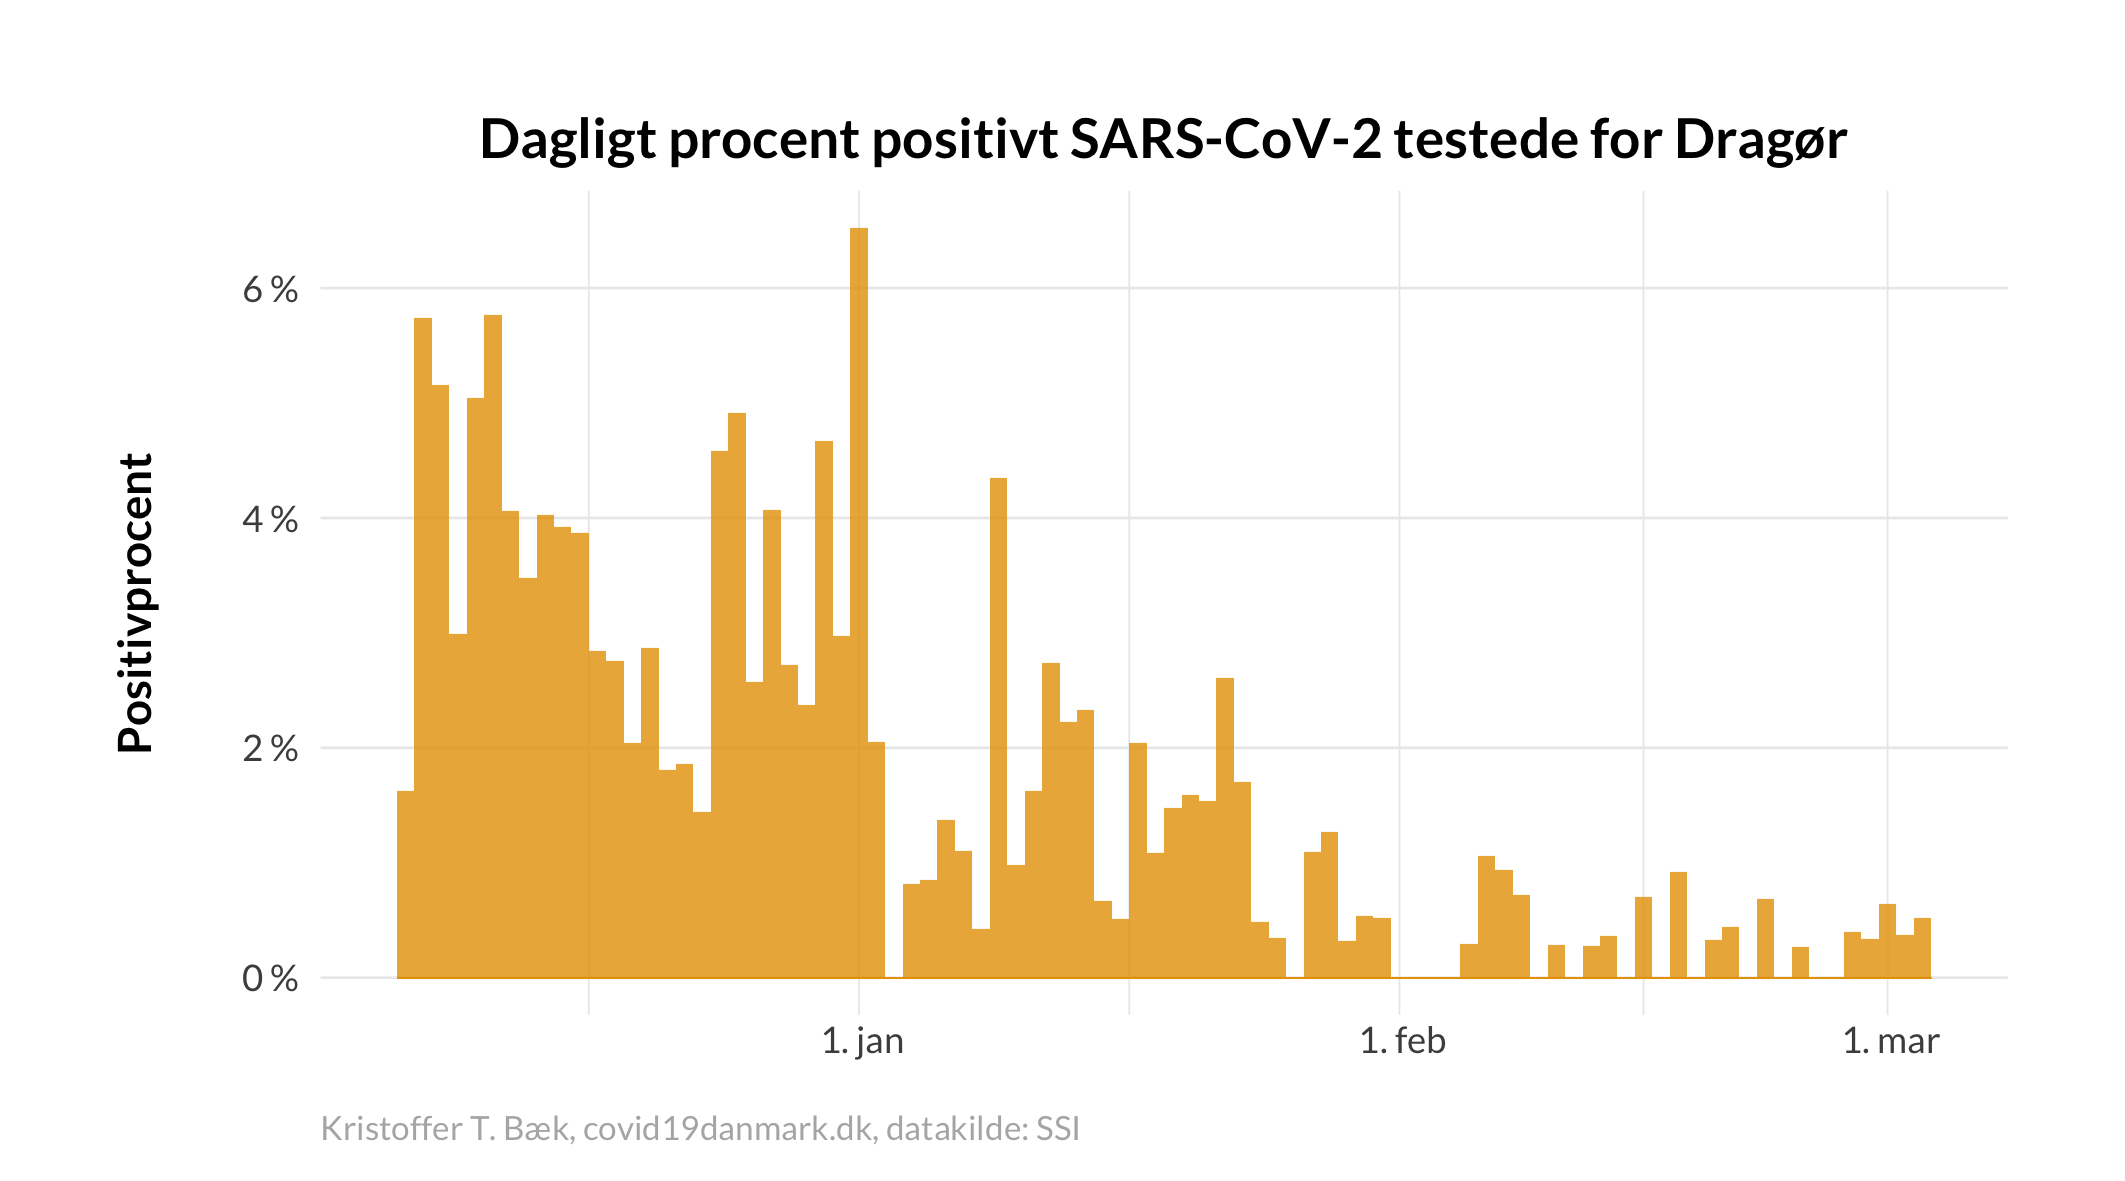 Dagligt procent positivt SARS-CoV-2 testede for Dragør
Positivprocent
6 %
4 %
2 %
0 %
1. jan
1. feb
1. mar
Kristoffer T. Bæk, covid19danmark.dk, datakilde: SSI